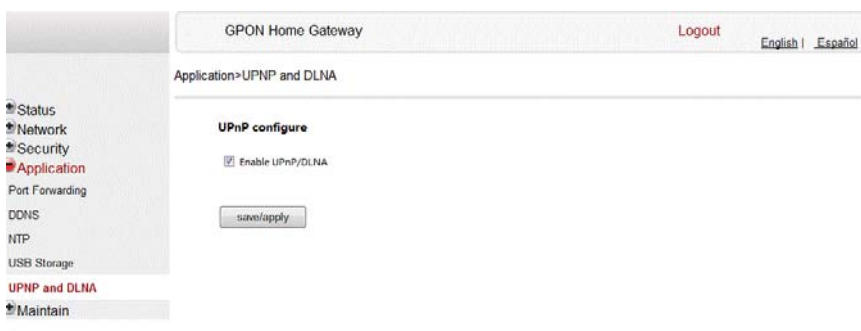 GPON Home Gateway
Logout
English | Español
Application>UPNP and DLNA
Status
Network
Security
Application
Port Forwarding
DDNS
NTP
USB Storage
UPNP and DLNA
Maintain
UPnP configure
Enable UPnP/DLNA
save/apply